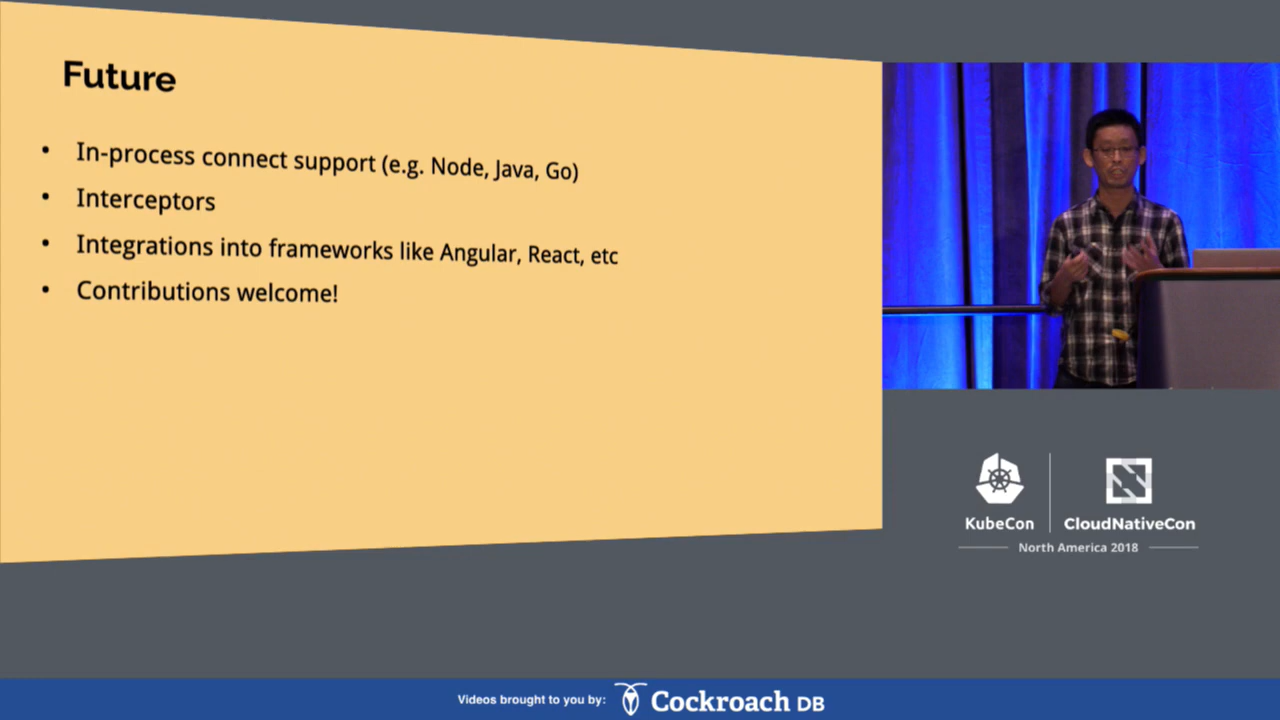 Future
• In-process connect support (e.g. Node, Java, Go)
• Interceptors
• Integrations into frameworks like Angular, React, etc
• Contributions welcome!
KubeCon
CloudNativeCon
North America 2018
Videos brought to you by: Cockroach DB